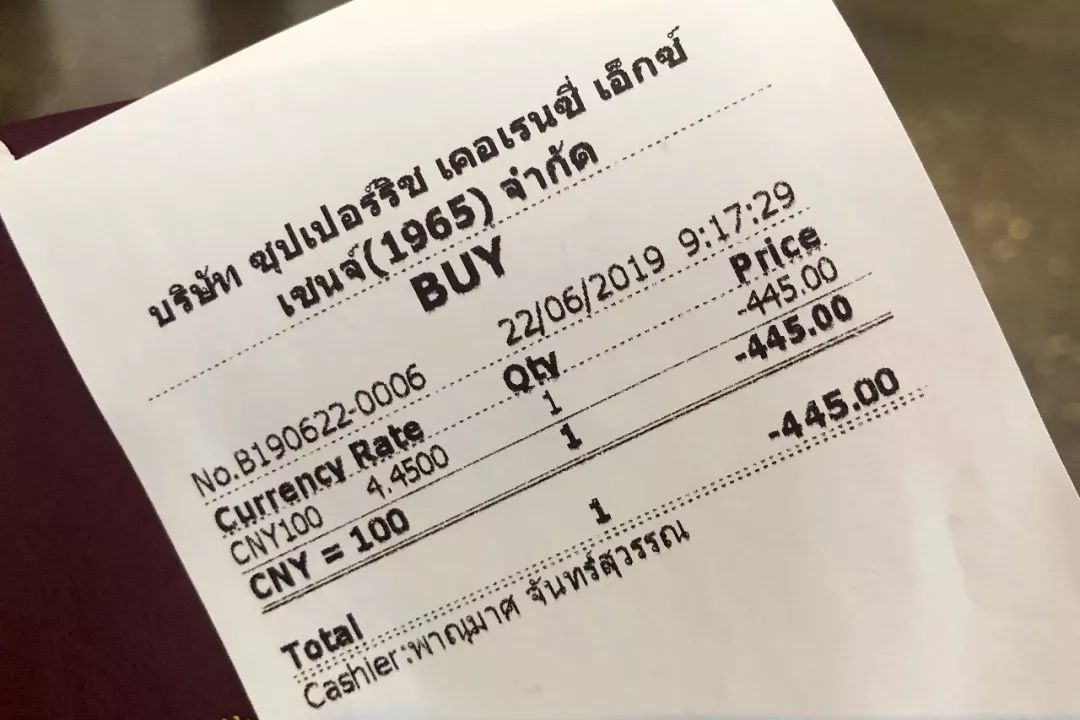 บริษัท ซุปเปอร์ริช เคอเรนซี่ เอ็กซ์
เชนจ์(1965) จำกัด
BUY
No.B190622-0006 22/06/2019 9:17:29
Currency Rate Qty Price
CNY100 4.4500 1 -445.00
CNY = 100 1 -445.00
Total 1 -445.00
Cashier:พาณุมาศ จันทร์สุวรรณ